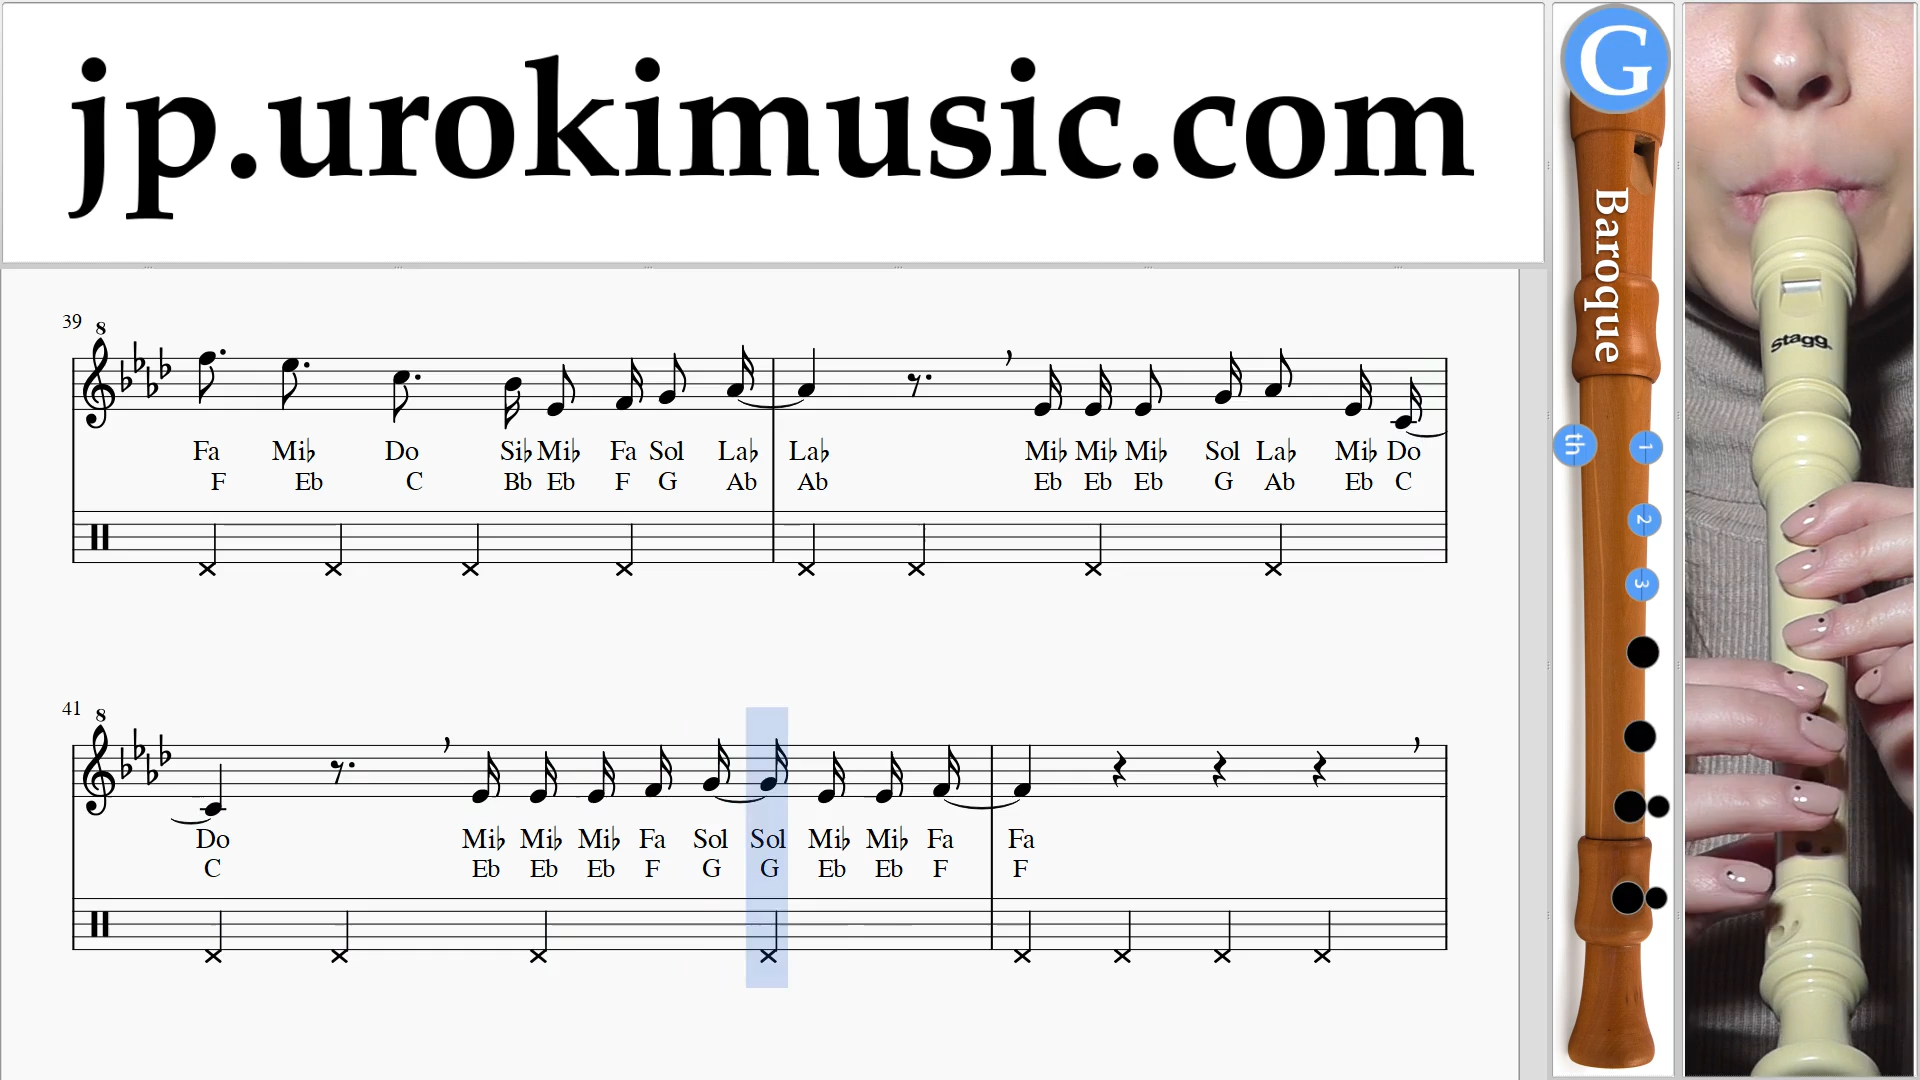 jp.urokimusic.com
G
Baroque
Stagg
th 1
2
3
39 8
Fa Mi♭ Do Si♭ Mi♭ Fa Sol La♭ La♭ Mi♭ Mi♭ Mi♭ Sol La♭ Mi♭ Do
F Eb C Bb Eb F G Ab Ab Eb Eb Eb G Ab Eb C
41 8
Do Mi♭ Mi♭ Mi♭ Fa Sol Sol Mi♭ Mi♭ Fa Fa
C Eb Eb Eb F G G Eb Eb F F